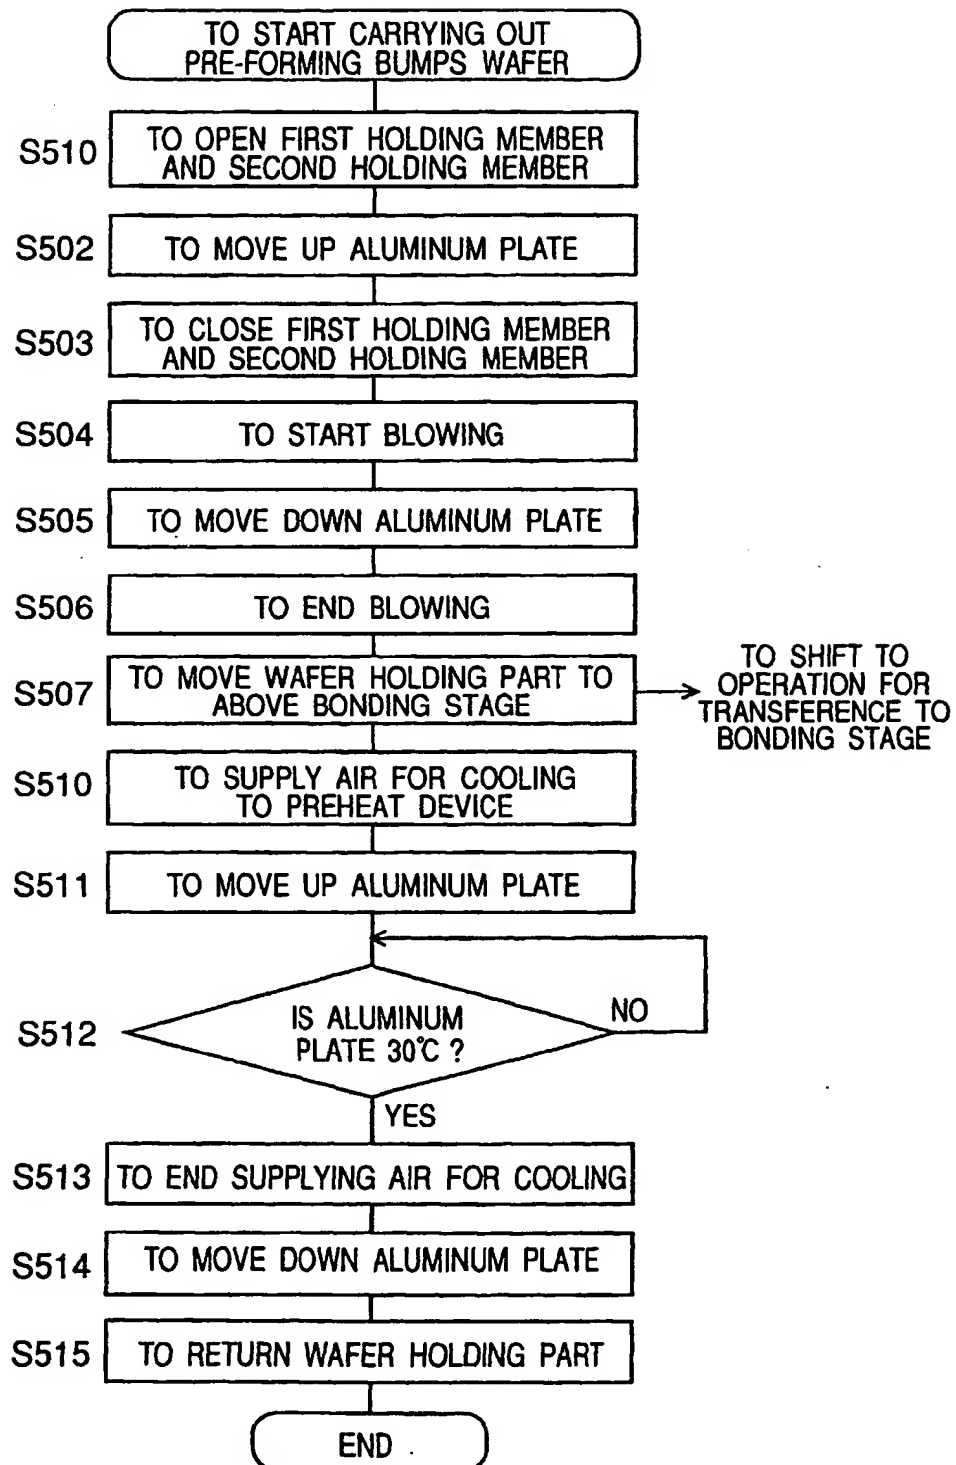 TO START CARRYING OUT
PRE-FORMING BUMPS WAFER
S510
TO OPEN FIRST HOLDING MEMBER
AND SECOND HOLDING MEMBER
S502
TO MOVE UP ALUMINUM PLATE
S503
TO CLOSE FIRST HOLDING MEMBER
AND SECOND HOLDING MEMBER
S504
TO START BLOWING
S505
TO MOVE DOWN ALUMINUM PLATE
S506
TO END BLOWING
S507
TO MOVE WAFER HOLDING PART TO
ABOVE BONDING STAGE
TO SHIFT TO
OPERATION FOR
TRANSFERENCE TO
BONDING STAGE
S510
TO SUPPLY AIR FOR COOLING
TO PREHEAT DEVICE
S511
TO MOVE UP ALUMINUM PLATE
S512
IS ALUMINUM
PLATE 30℃ ?
NO
YES
S513
TO END SUPPLYING AIR FOR COOLING
S514
TO MOVE DOWN ALUMINUM PLATE
S515
TO RETURN WAFER HOLDING PART
END